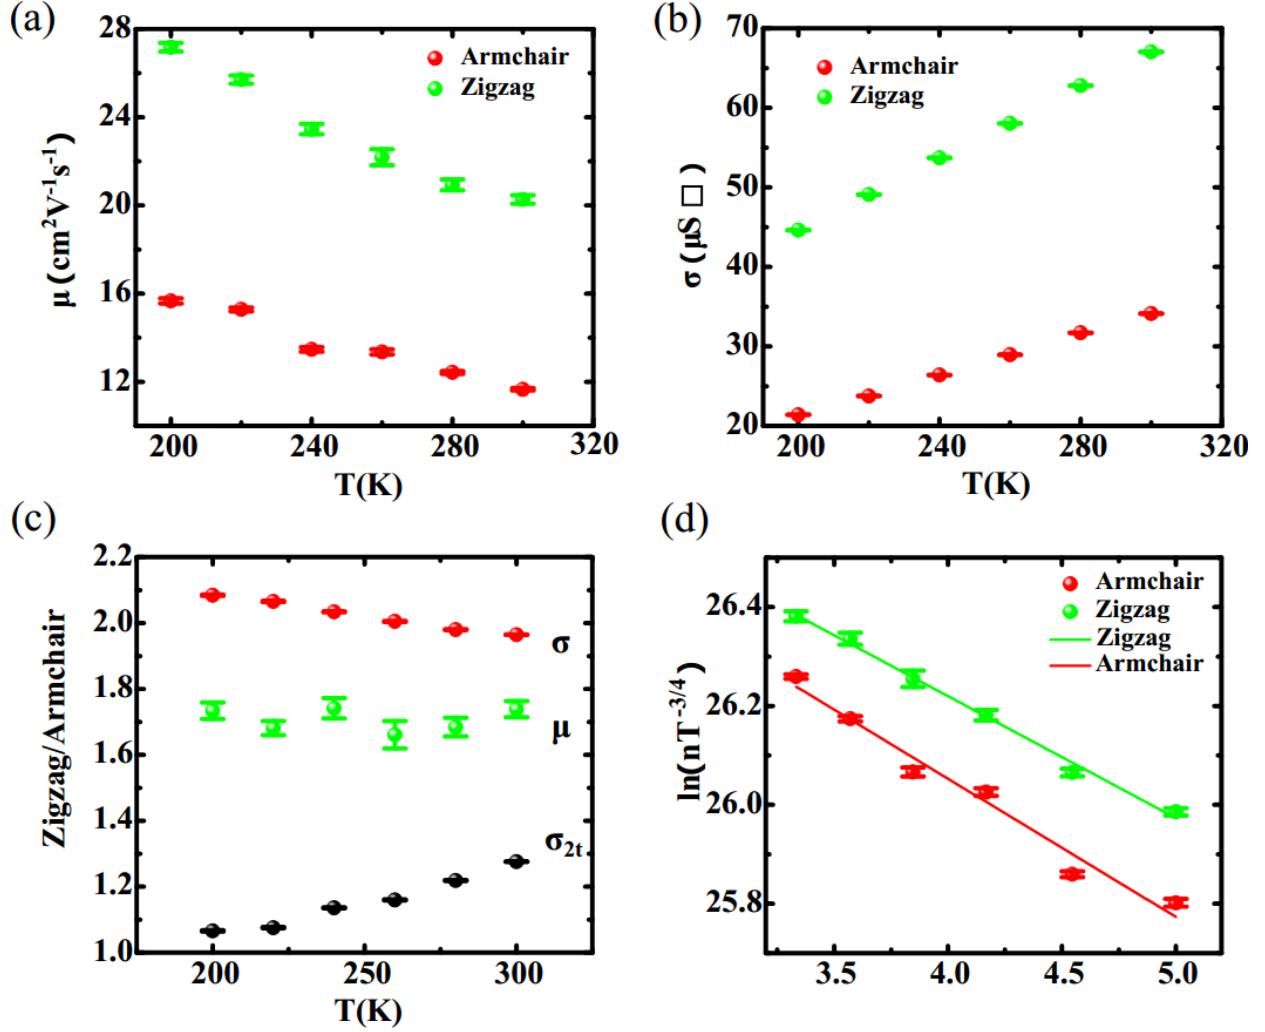 (a)
28
24
20
16
12
μ (cm²V⁻¹s⁻¹)
Armchair
Zigzag
200 240 280 320
T(K)
(b)
70
60
50
40
30
20
σ (μS □ )
Armchair
Zigzag
200 240 280 320
T(K)
(c)
2.2
2.0
1.8
1.6
1.4
1.2
1.0
Zigzag/Armchair
σ
μ
σ₂ₜ
200 250 300
T(K)
(d)
26.4
26.2
26.0
25.8
ln(nT⁻³/⁴)
Armchair
Zigzag
Zigzag
Armchair
3.5 4.0 4.5 5.0